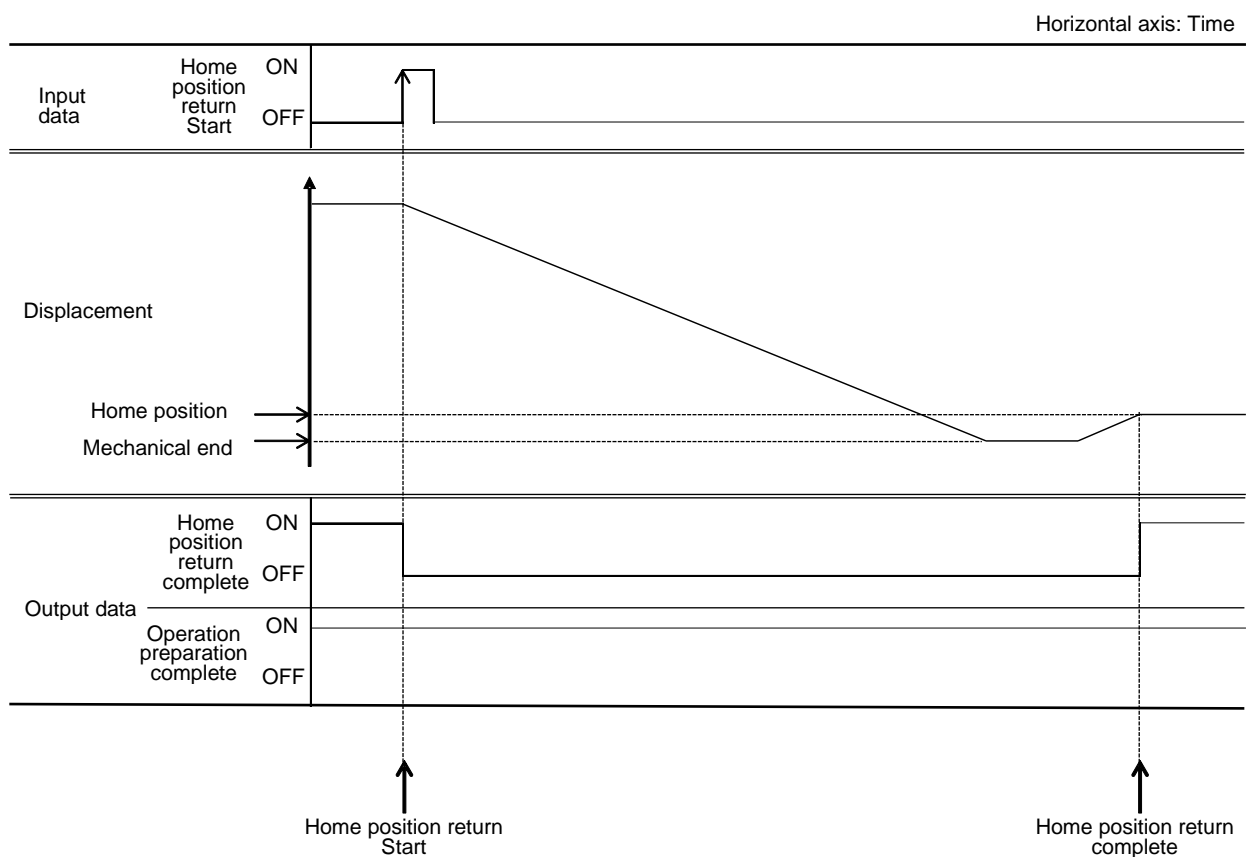 Horizontal axis: Time
Input
data
Home
position
return
Start
ON
OFF
Displacement
Home position
Mechanical end
Output data
Home
position
return
complete
ON
OFF
Operation
preparation
complete
ON
OFF
Home position return
Start
Home position return
complete